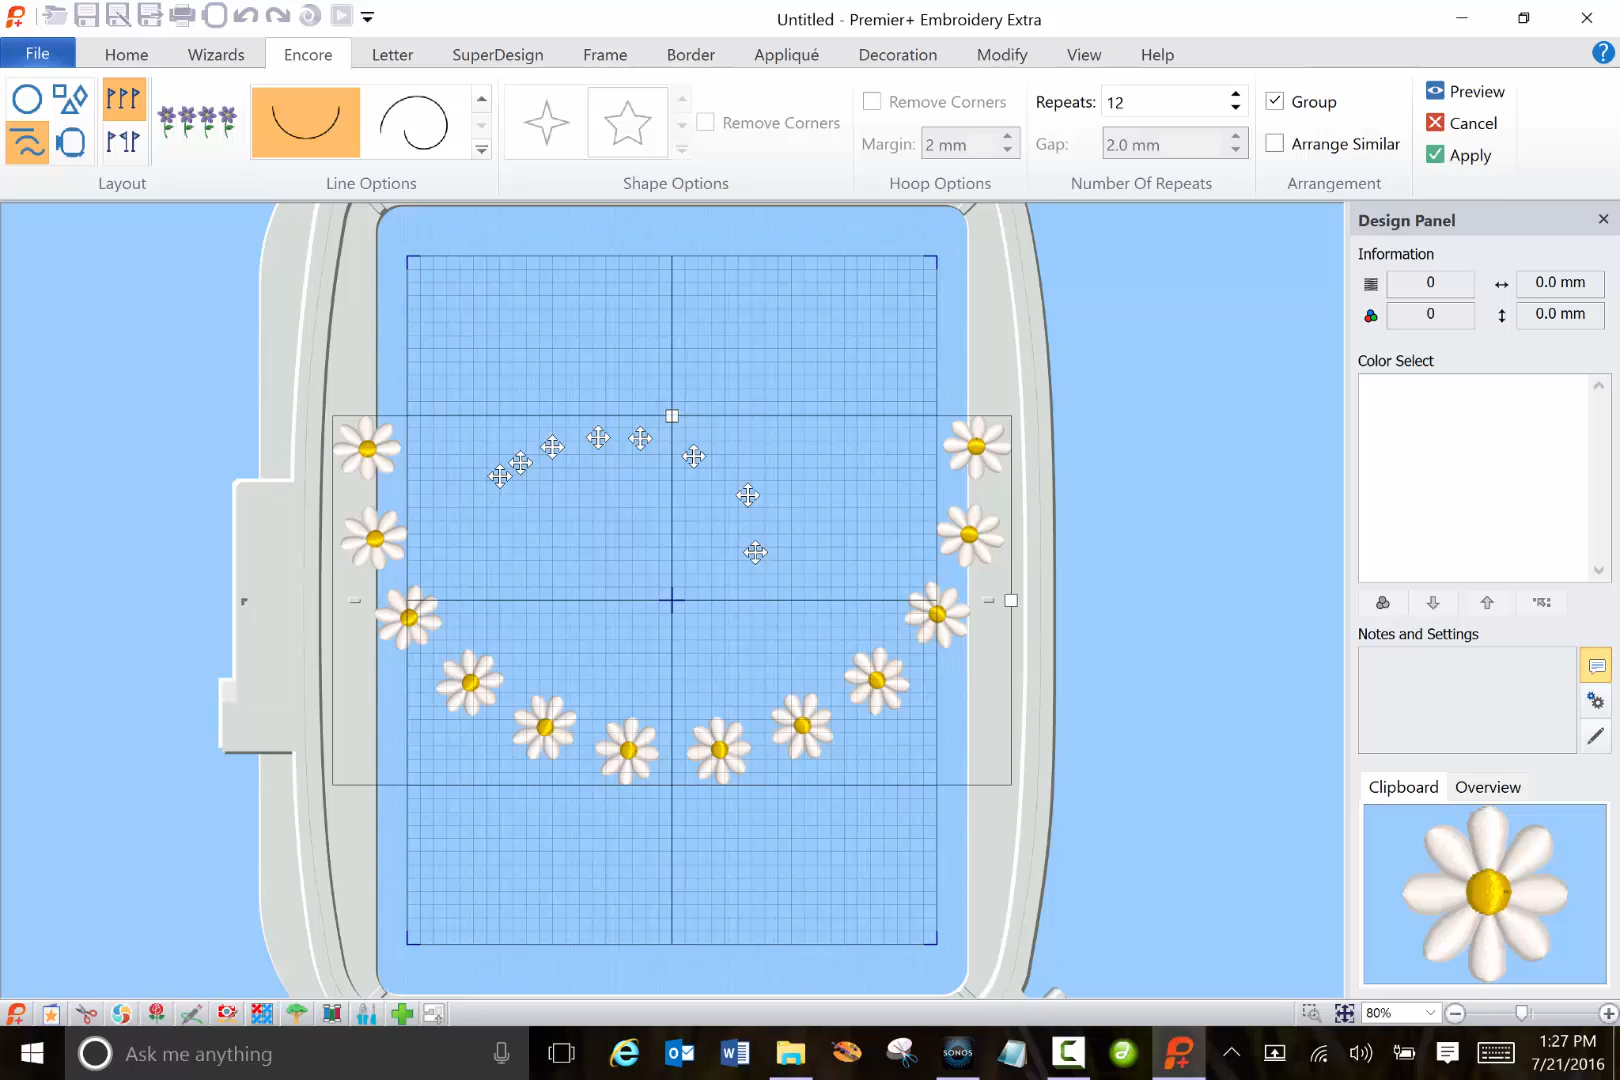 Untitled - Premier+ Embroidery Extra
File Home Wizards Encore Letter SuperDesign Frame Border Appliqué Decoration Modify View Help
Remove Corners Repeats: 12 Group Preview
Remove Corners Cancel
Margin: 2 mm Gap: 2.0 mm Arrange Similar Apply
Layout Line Options Shape Options Hoop Options Number Of Repeats Arrangement
Design Panel
Information
0 0.0 mm
0 0.0 mm
Color Select
Notes and Settings
Clipboard Overview
80%
Ask me anything
SONOS
1:27 PM
7/21/2016